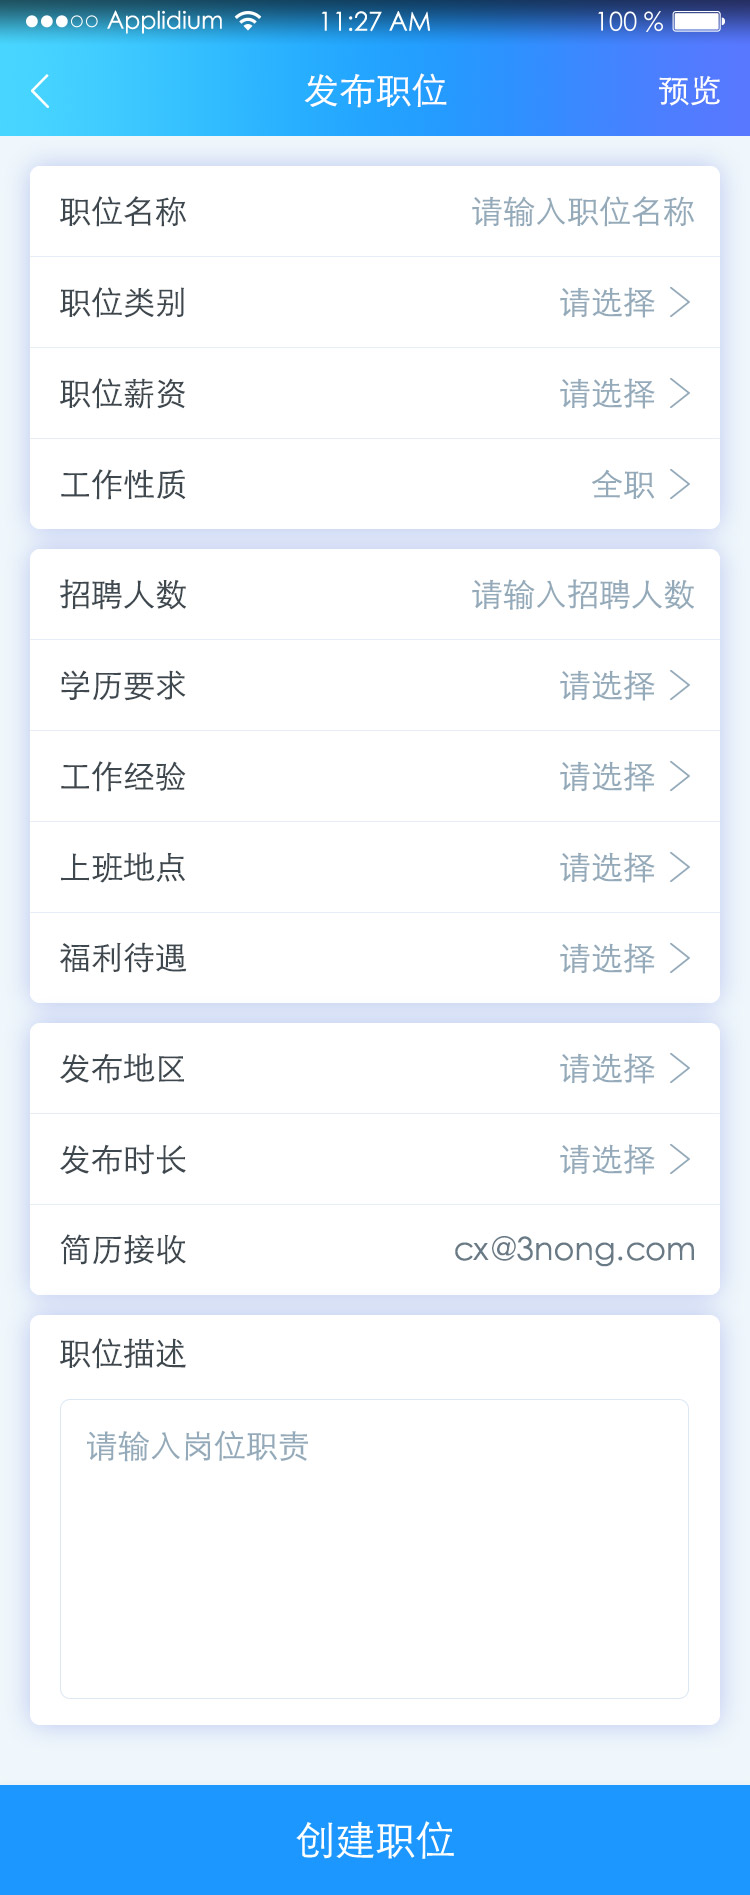 Applidium 11:27 AM 100 %
发布职位 预览
职位名称 请输入职位名称
职位类别 请选择
职位薪资 请选择
工作性质 全职
招聘人数 请输入招聘人数
学历要求 请选择
工作经验 请选择
上班地点 请选择
福利待遇 请选择
发布地区 请选择
发布时长 请选择
简历接收 cx@3nong.com
职位描述
请输入岗位职责
创建职位